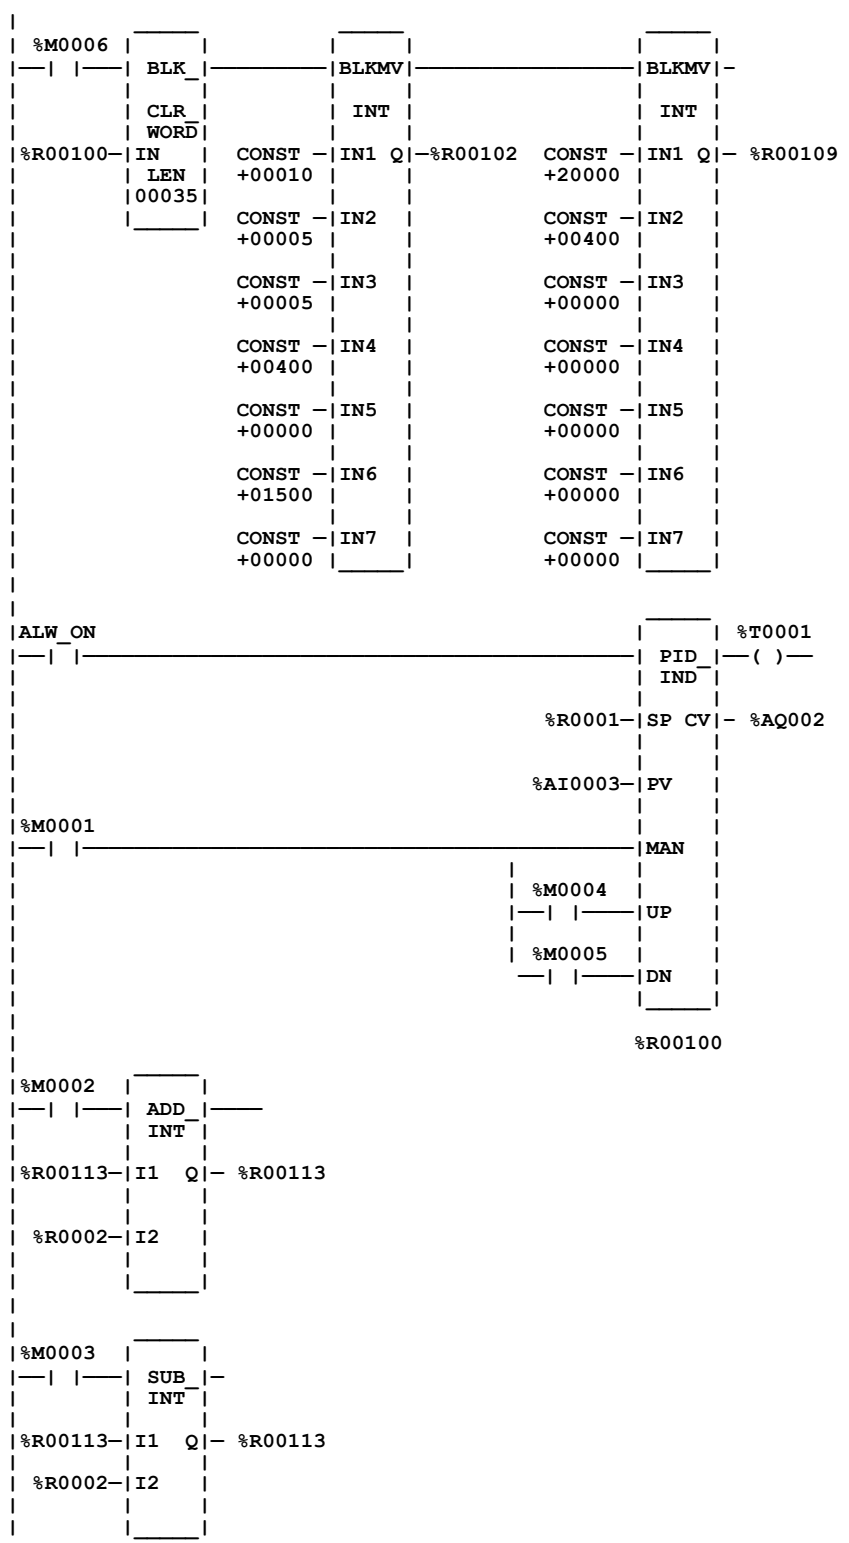 %M0006
BLK_ BLKMV BLKMV
CLR_ INT INT
WORD
%R00100 IN CONST IN1 Q %R00102 CONST IN1 Q %R00109
LEN +00010 +20000
00035
CONST IN2 CONST IN2
+00005 +00400
CONST IN3 CONST IN3
+00005 +00000
CONST IN4 CONST IN4
+00400 +00000
CONST IN5 CONST IN5
+00000 +00000
CONST IN6 CONST IN6
+01500 +00000
CONST IN7 CONST IN7
+00000 +00000
ALW_ON %T0001
PID_ ( )
IND
%R0001 SP CV %AQ002
%AI0003 PV
%M0001
MAN
%M0004
UP
%M0005
DN
%R00100
%M0002
ADD_
INT
%R00113 I1 Q %R00113
%R0002 I2
%M0003
SUB_
INT
%R00113 I1 Q %R00113
%R0002 I2